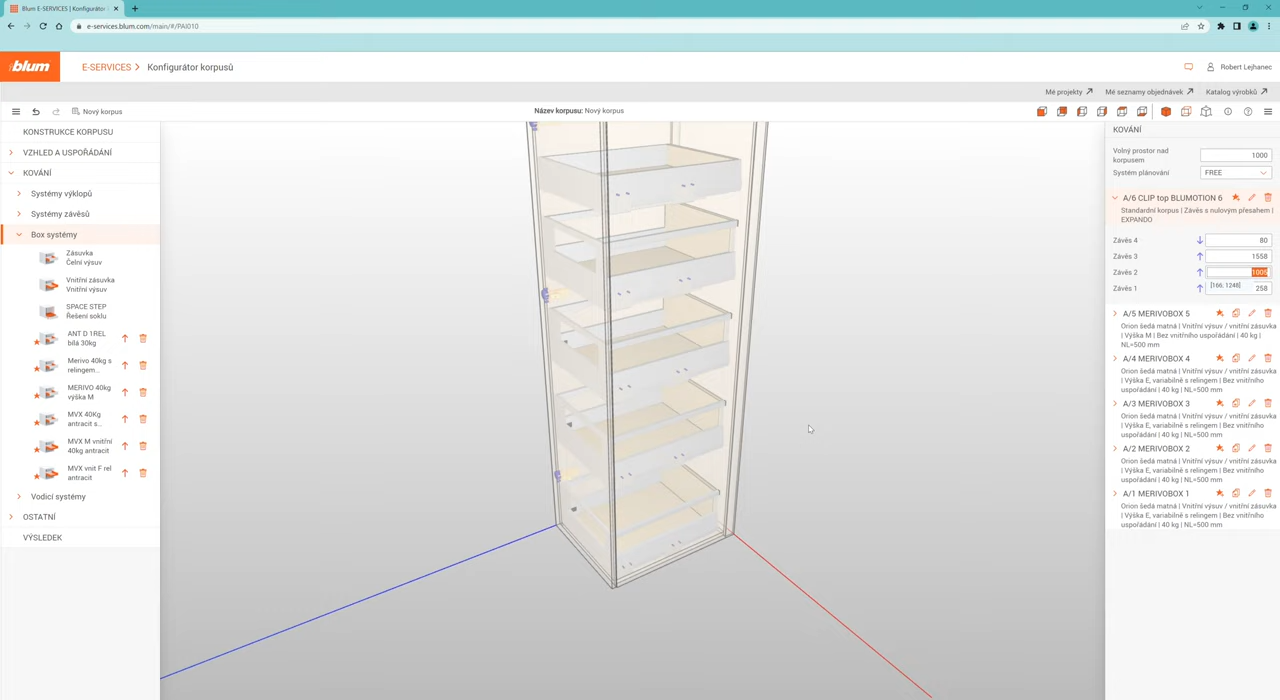 Blum E-SERVICES | Konfigurátor
e-services.blum.com/main/#/PAI010
blum
E-SERVICES
Konfigurátor korpusů
Robert Lejhanec
Mé projekty
Mé seznamy objednávek
Katalog výrobků
Nový korpus
Název korpusu: Nový korpus
KONSTRUKCE KORPUSU
VZHLED A USPOŘÁDÁNÍ
KOVÁNÍ
Systémy výklopů
Systémy závěsů
Box systémy
Zásuvka
Čelní výsuv
Vnitřní zásuvka
Vnitřní výsuv
SPACE STEP
Řešení soklu
ANT D 1REL
bílá 30kg
Merivo 40kg s
relingem...
MERIVO 40kg
výška M
MVX 40Kg
antracit s...
MVX M vnitřní
40kg antracit
MVX vnit F rel
antracit
Vodicí systémy
OSTATNÍ
VÝSLEDEK
KOVÁNÍ
Volný prostor nad
korpusem
1000
Systém plánování
FREE
A/6 CLIP top BLUMOTION 6
Standardní korpus | Závěs s nulovým přesahem |
EXPANDO
Závěs 4
80
Závěs 3
1558
Závěs 2
1005
Závěs 1
[166; 1248]
258
A/5 MERIVOBOX 5
Orion šedá matná | Vnitřní výsuv / vnitřní zásuvka
| Výška M | Bez vnitřního uspořádání | 40 kg |
NL=500 mm
A/4 MERIVOBOX 4
Orion šedá matná | Vnitřní výsuv / vnitřní zásuvka
| Výška E, variabilně s relingem | Bez vnitřního
uspořádání | 40 kg | NL=500 mm
A/3 MERIVOBOX 3
Orion šedá matná | Vnitřní výsuv / vnitřní zásuvka
| Výška E, variabilně s relingem | Bez vnitřního
uspořádání | 40 kg | NL=500 mm
A/2 MERIVOBOX 2
Orion šedá matná | Vnitřní výsuv / vnitřní zásuvka
| Výška E, variabilně s relingem | Bez vnitřního
uspořádání | 40 kg | NL=500 mm
A/1 MERIVOBOX 1
Orion šedá matná | Vnitřní výsuv / vnitřní zásuvka
| Výška E, variabilně s relingem | Bez vnitřního
uspořádání | 40 kg | NL=500 mm